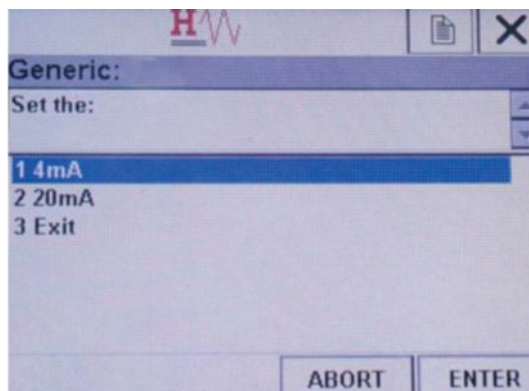 H
Generic:
Set the:
1 4mA
2 20mA
3 Exit
ABORT ENTER